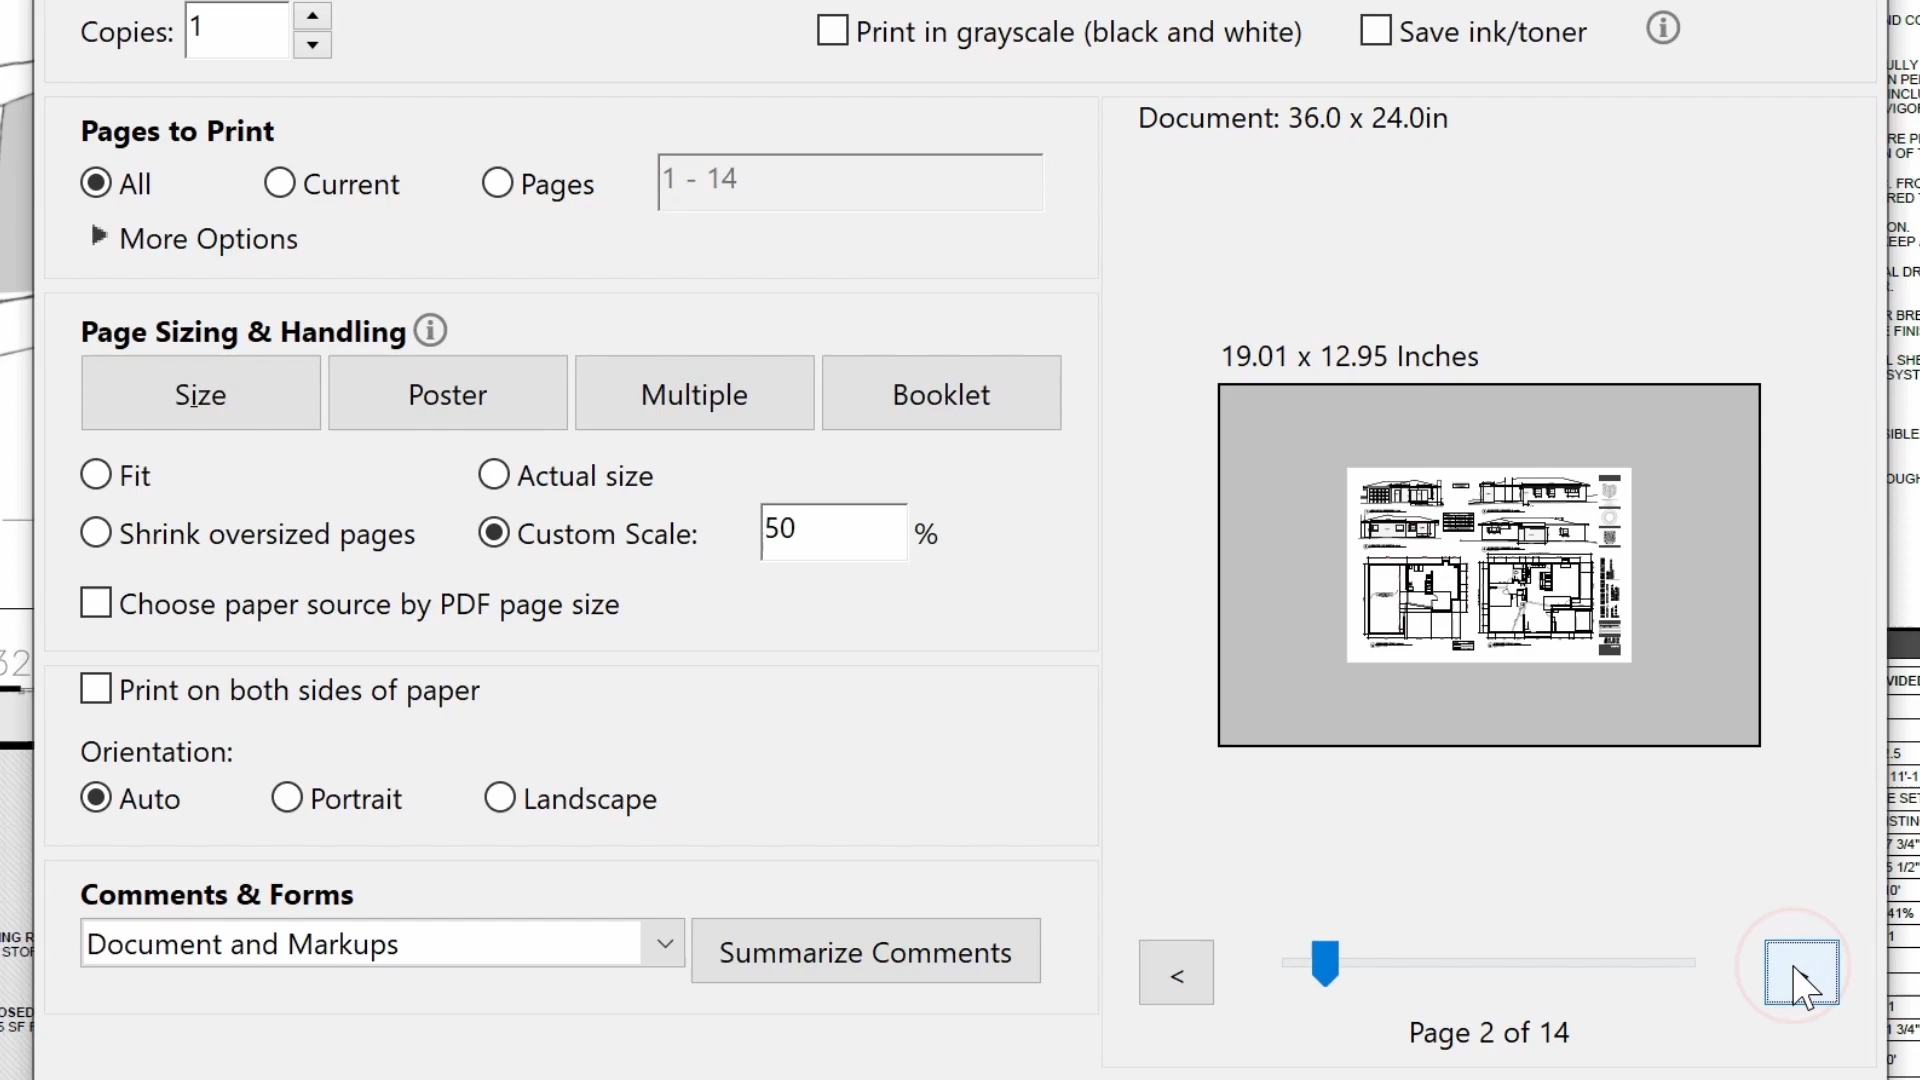 Copies: 1
Print in grayscale (black and white)
Save ink/toner
Pages to Print
All
Current
Pages
1 - 14
More Options
Page Sizing & Handling
Size
Poster
Multiple
Booklet
Fit
Actual size
Shrink oversized pages
Custom Scale: 50 %
Choose paper source by PDF page size
Print on both sides of paper
Orientation:
Auto
Portrait
Landscape
Comments & Forms
Document and Markups
Summarize Comments
Document: 36.0 x 24.0in
19.01 x 12.95 Inches
<
Page 2 of 14